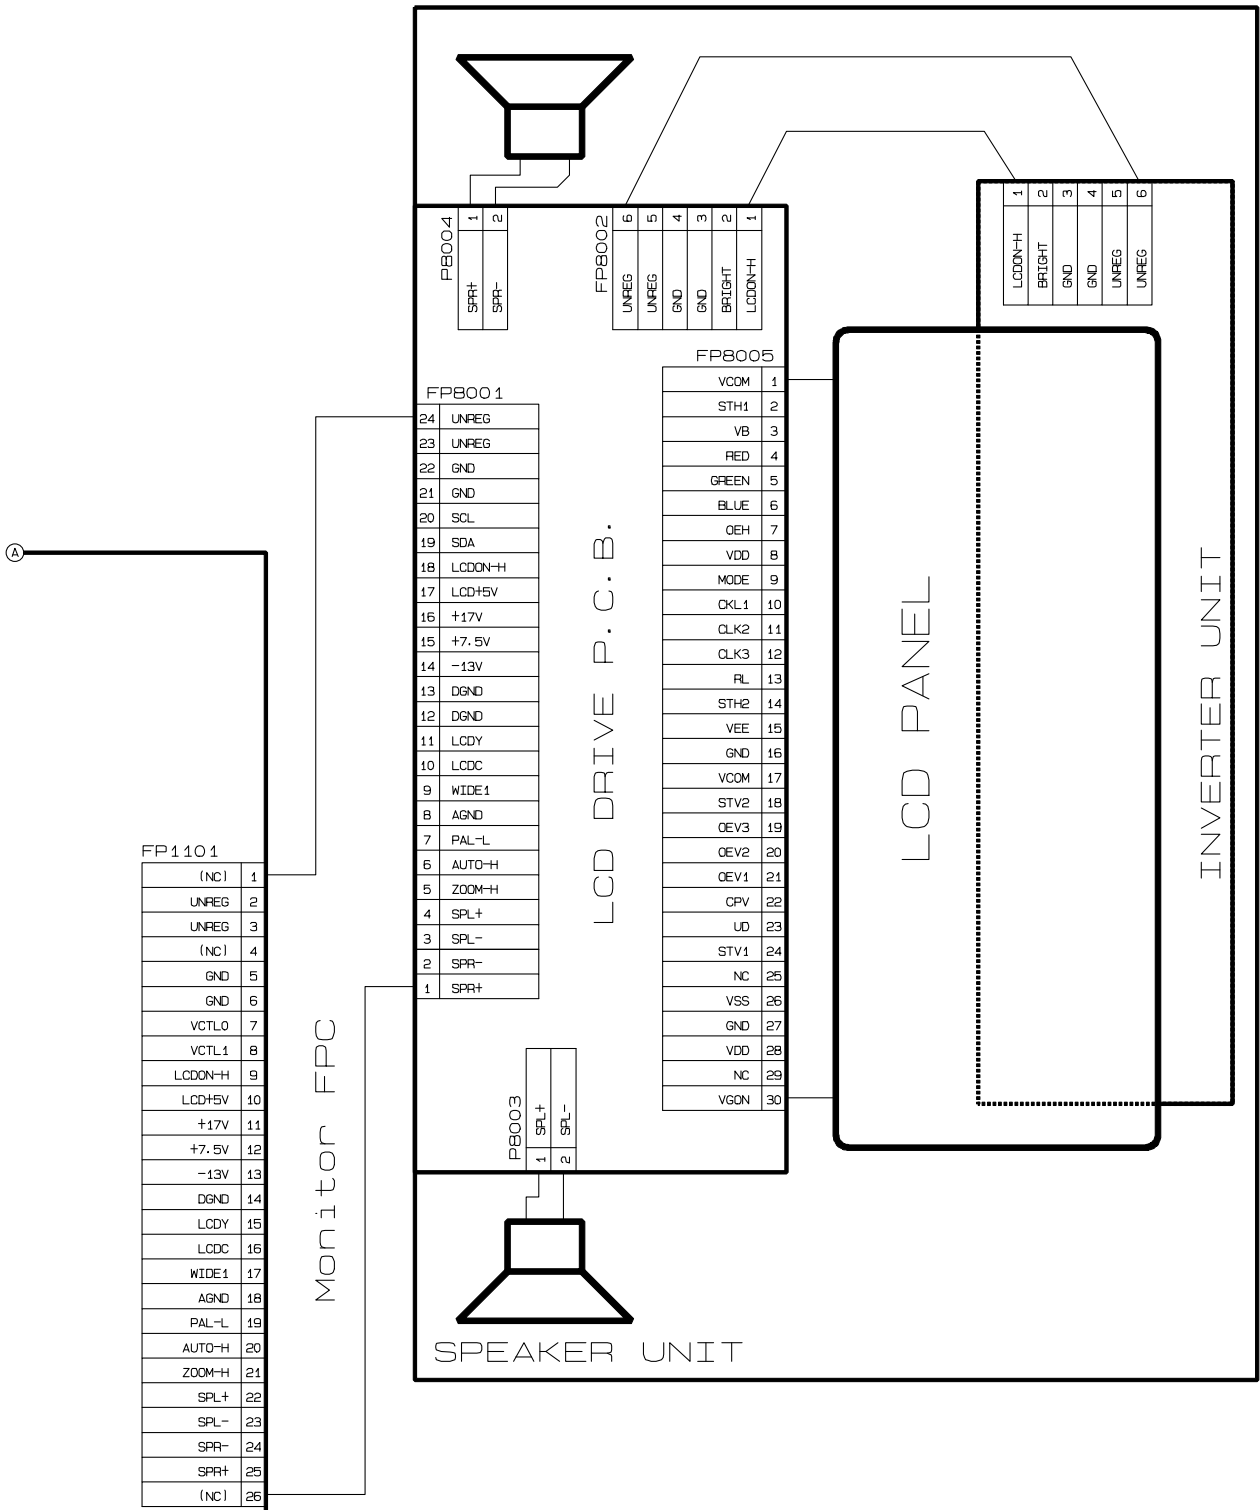 P8004
1 SPR+
2 SPR-
FP8002
6 UNREG
5 UNREG
4 GND
3 GND
2 BRIGHT
1 LCDON-H
1 LCDON-H
2 BRIGHT
3 GND
4 GND
5 UNREG
6 UNREG
FP8001
24 UNREG
23 UNREG
22 GND
21 GND
20 SCL
19 SDA
18 LCDON-H
17 LCD+5V
16 +17V
15 +7.5V
14 -13V
13 DGND
12 DGND
11 LCDY
10 LCDC
9 WIDE1
8 AGND
7 PAL-L
6 AUTO-H
5 ZOOM-H
4 SPL+
3 SPL-
2 SPR-
1 SPR+
LCD DRIVE P.C.B.
FP8005
VCOM 1
STH1 2
VB 3
RED 4
GREEN 5
BLUE 6
OEH 7
VDD 8
MODE 9
CKL1 10
CLK2 11
CLK3 12
RL 13
STH2 14
VEE 15
GND 16
VCOM 17
STV2 18
OEV3 19
OEV2 20
OEV1 21
CPV 22
UD 23
STV1 24
NC 25
VSS 26
GND 27
VDD 28
NC 29
VGON 30
LCD PANEL
INVERTER UNIT
A
FP1101
(NC) 1
UNREG 2
UNREG 3
(NC) 4
GND 5
GND 6
VCTL0 7
VCTL1 8
LCDON-H 9
LCD+5V 10
+17V 11
+7.5V 12
-13V 13
DGND 14
LCDY 15
LCDC 16
WIDE1 17
AGND 18
PAL-L 19
AUTO-H 20
ZOOM-H 21
SPL+ 22
SPL- 23
SPR- 24
SPR+ 25
(NC) 26
Monitor FPC
P8003
1 SPL+
2 SPL-
SPEAKER UNIT